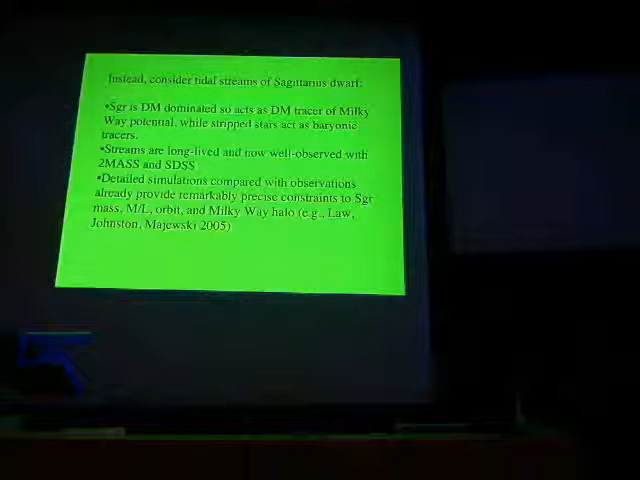 Instead, consider tidal streams of Sagittarius dwarf:
•Sgr is DM dominated so acts as DM tracer of Milky
Way potential, while stripped stars act as baryonic
tracers.
•Streams are long-lived and now well-observed with
2MASS and SDSS
•Detailed simulations compared with observations
already provide remarkably precise constraints to Sgr
mass, M/L, orbit, and Milky Way halo (e.g., Law,
Johnston, Majewski 2005)